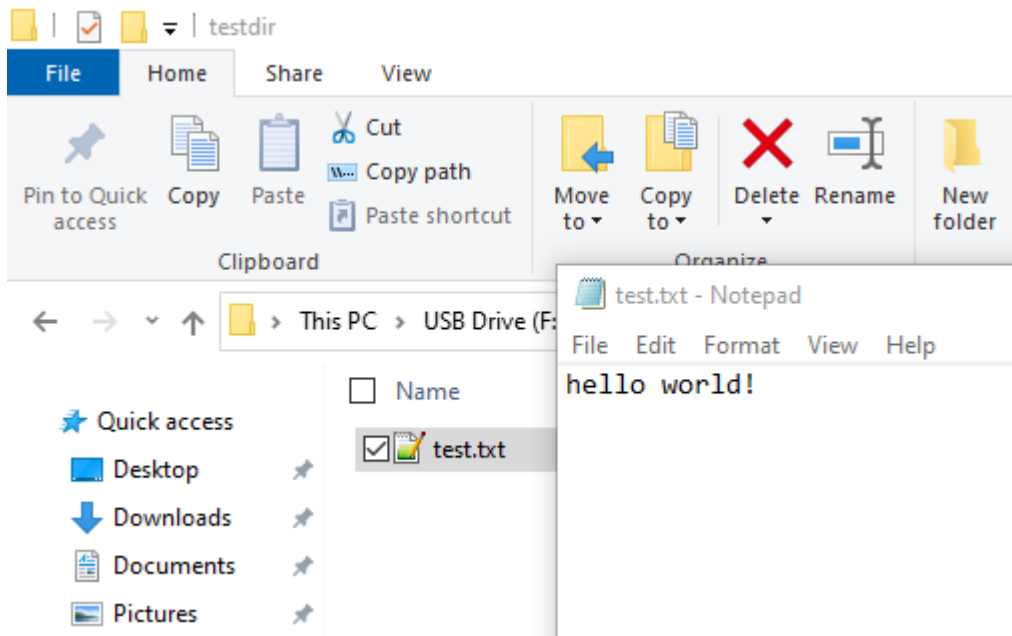 testdir
File Home Share View
Pin to Quick access
Copy
Paste
Cut
Copy path
Paste shortcut
Clipboard
Move to
Copy to
Delete
Rename
Organize
New folder
This PC > USB Drive (F:
test.txt - Notepad
File Edit Format View Help
hello world!
Name
test.txt
Quick access
Desktop
Downloads
Documents
Pictures